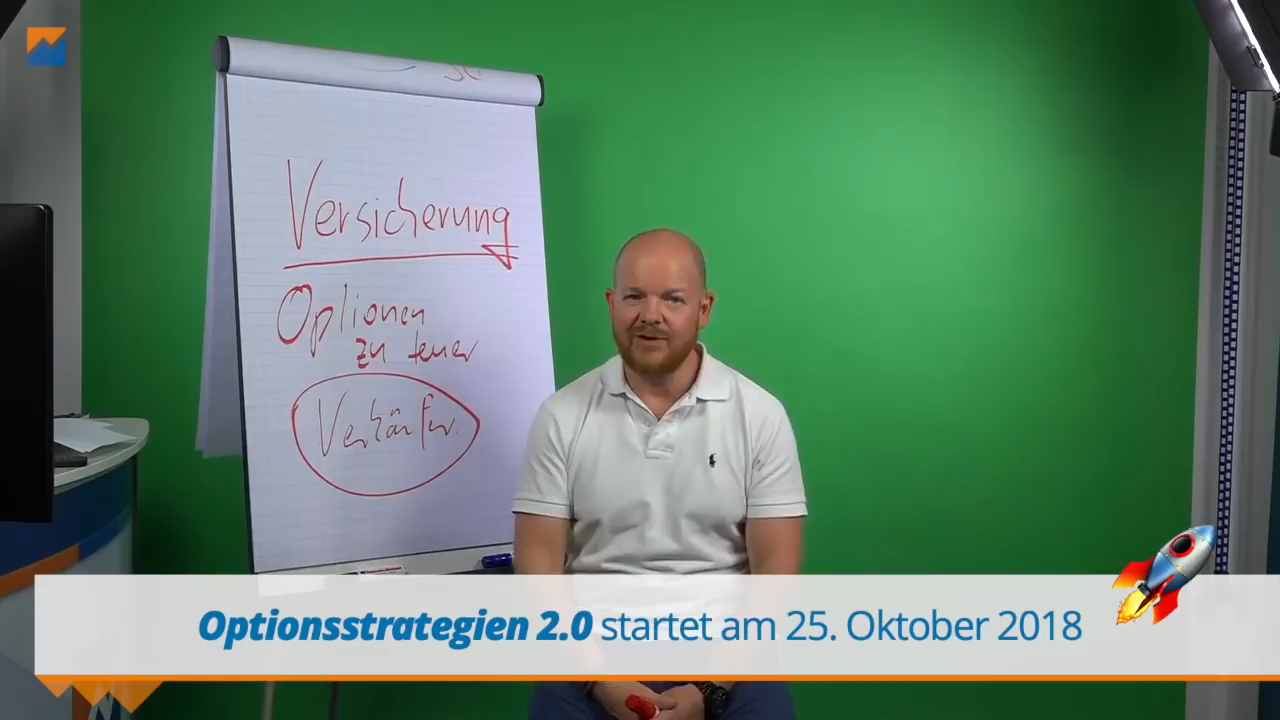 Versicherung
Optionen
zu teuer
Verkäufer
Optionsstrategien 2.0 startet am 25. Oktober 2018